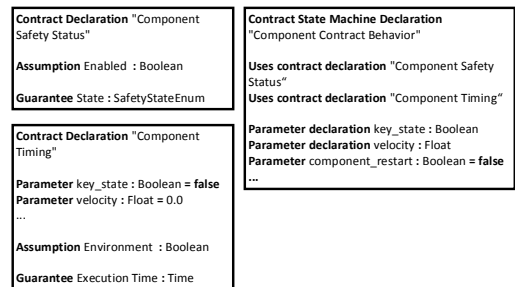 Contract Declaration "Component
Safety Status"
Assumption Enabled : Boolean
Guarantee State : SafetyStateEnum
Contract Declaration "Component
Timing"
Parameter key_state : Boolean = false
Parameter velocity : Float = 0.0
...
Assumption Environment : Boolean
Guarantee Execution Time : Time
Contract State Machine Declaration
"Component Contract Behavior"
Uses contract declaration "Component Safety
Status“
Uses contract declaration "Component Timing“
Parameter declaration key_state : Boolean
Parameter declaration velocity : Float
Parameter component_restart : Boolean = false
...